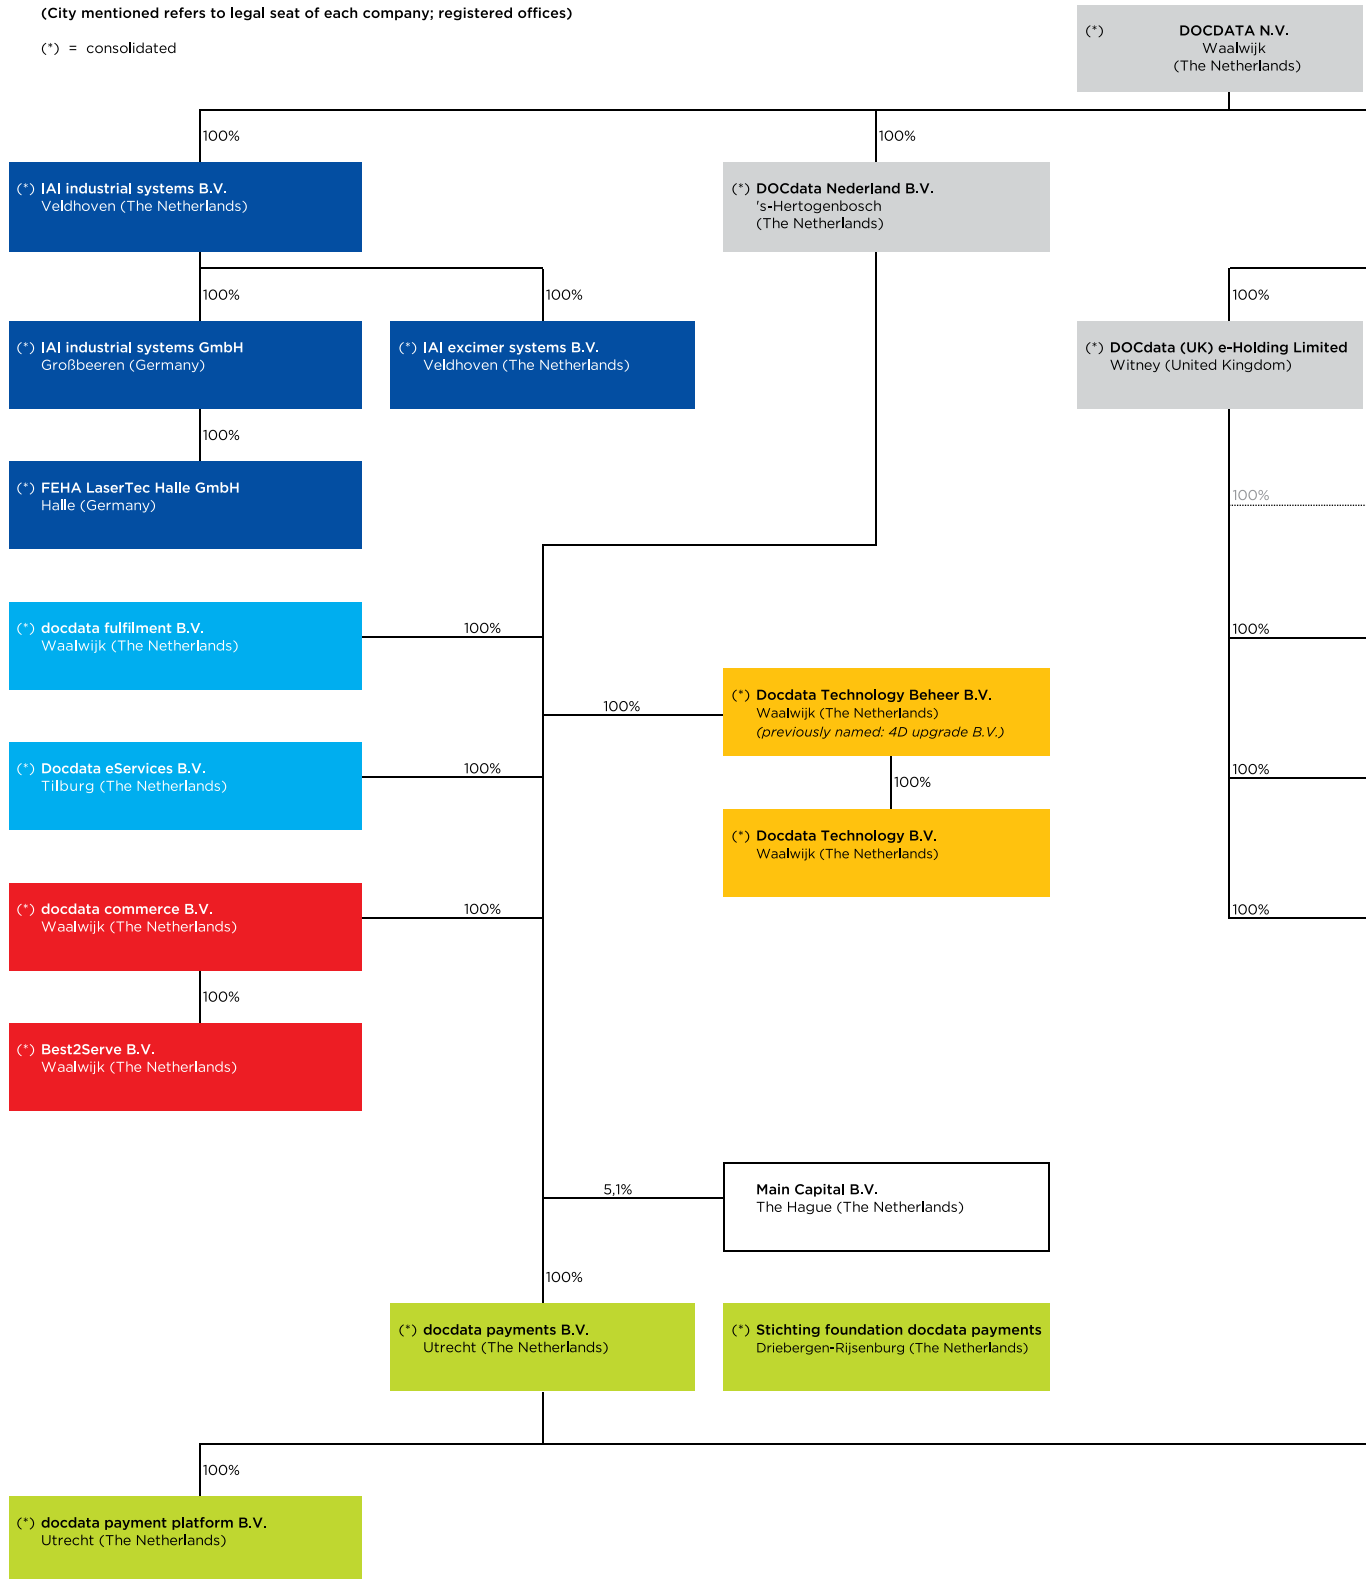 (City mentioned refers to legal seat of each company; registered offices)
(*) = consolidated
(*) DOCDATA N.V.
Waalwijk
(The Netherlands)
100%
100%
(*) IAI industrial systems B.V.
Veldhoven (The Netherlands)
(*) DOCdata Nederland B.V.
's-Hertogenbosch
(The Netherlands)
100%
100%
100%
(*) IAI industrial systems GmbH
Großbeeren (Germany)
(*) IAI excimer systems B.V.
Veldhoven (The Netherlands)
(*) DOCdata (UK) e-Holding Limited
Witney (United Kingdom)
100%
(*) FEHA LaserTec Halle GmbH
Halle (Germany)
100%
(*) docdata fulfilment B.V.
Waalwijk (The Netherlands)
100%
100%
100%
(*) Docdata Technology Beheer B.V.
Waalwijk (The Netherlands)
(previously named: 4D upgrade B.V.)
(*) Docdata eServices B.V.
Tilburg (The Netherlands)
100%
100%
100%
(*) Docdata Technology B.V.
Waalwijk (The Netherlands)
(*) docdata commerce B.V.
Waalwijk (The Netherlands)
100%
100%
100%
(*) Best2Serve B.V.
Waalwijk (The Netherlands)
5,1%
Main Capital B.V.
The Hague (The Netherlands)
100%
(*) docdata payments B.V.
Utrecht (The Netherlands)
(*) Stichting foundation docdata payments
Driebergen-Rijsenburg (The Netherlands)
100%
(*) docdata payment platform B.V.
Utrecht (The Netherlands)